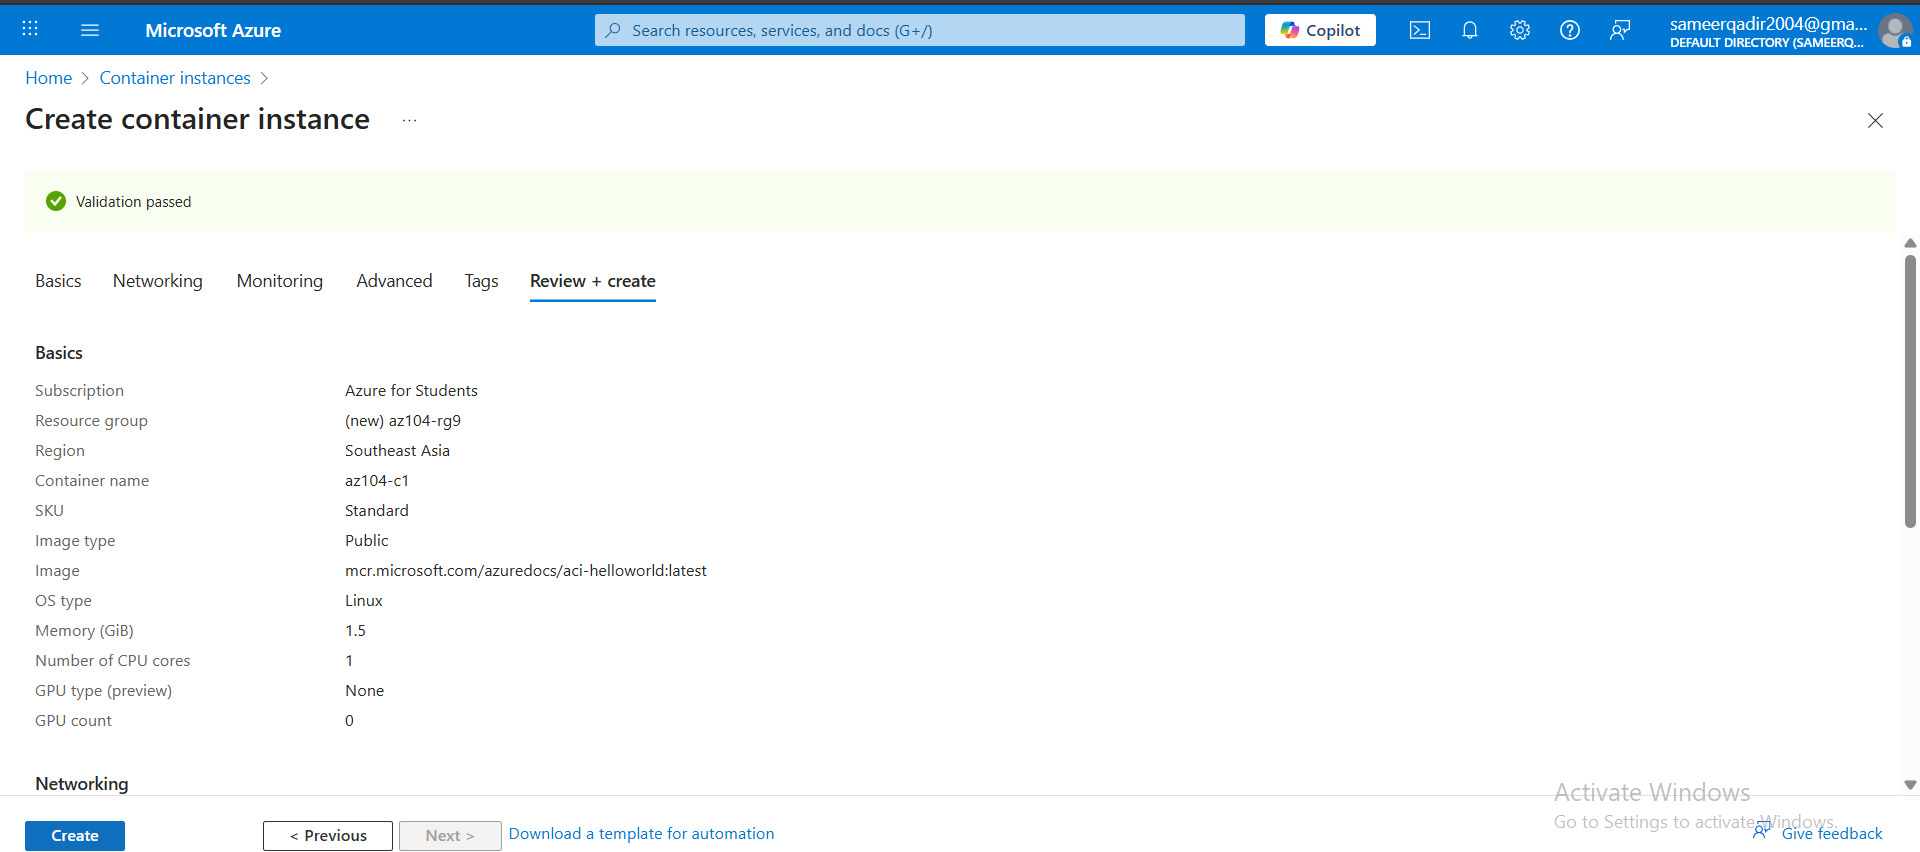 Microsoft Azure
Search resources, services, and docs (G+/)
Copilot
sameerqadir2004@gma...
DEFAULT DIRECTORY (SAMEERQ...
Home > Container instances >
Create container instance ...
Validation passed
Basics Networking Monitoring Advanced Tags Review + create
Basics
Subscription Azure for Students
Resource group (new) az104-rg9
Region Southeast Asia
Container name az104-c1
SKU Standard
Image type Public
Image mcr.microsoft.com/azuredocs/aci-helloworld:latest
OS type Linux
Memory (GiB) 1.5
Number of CPU cores 1
GPU type (preview) None
GPU count 0
Networking
Activate Windows
Go to Settings to activate Windows.
Create < Previous Next > Download a template for automation Give feedback